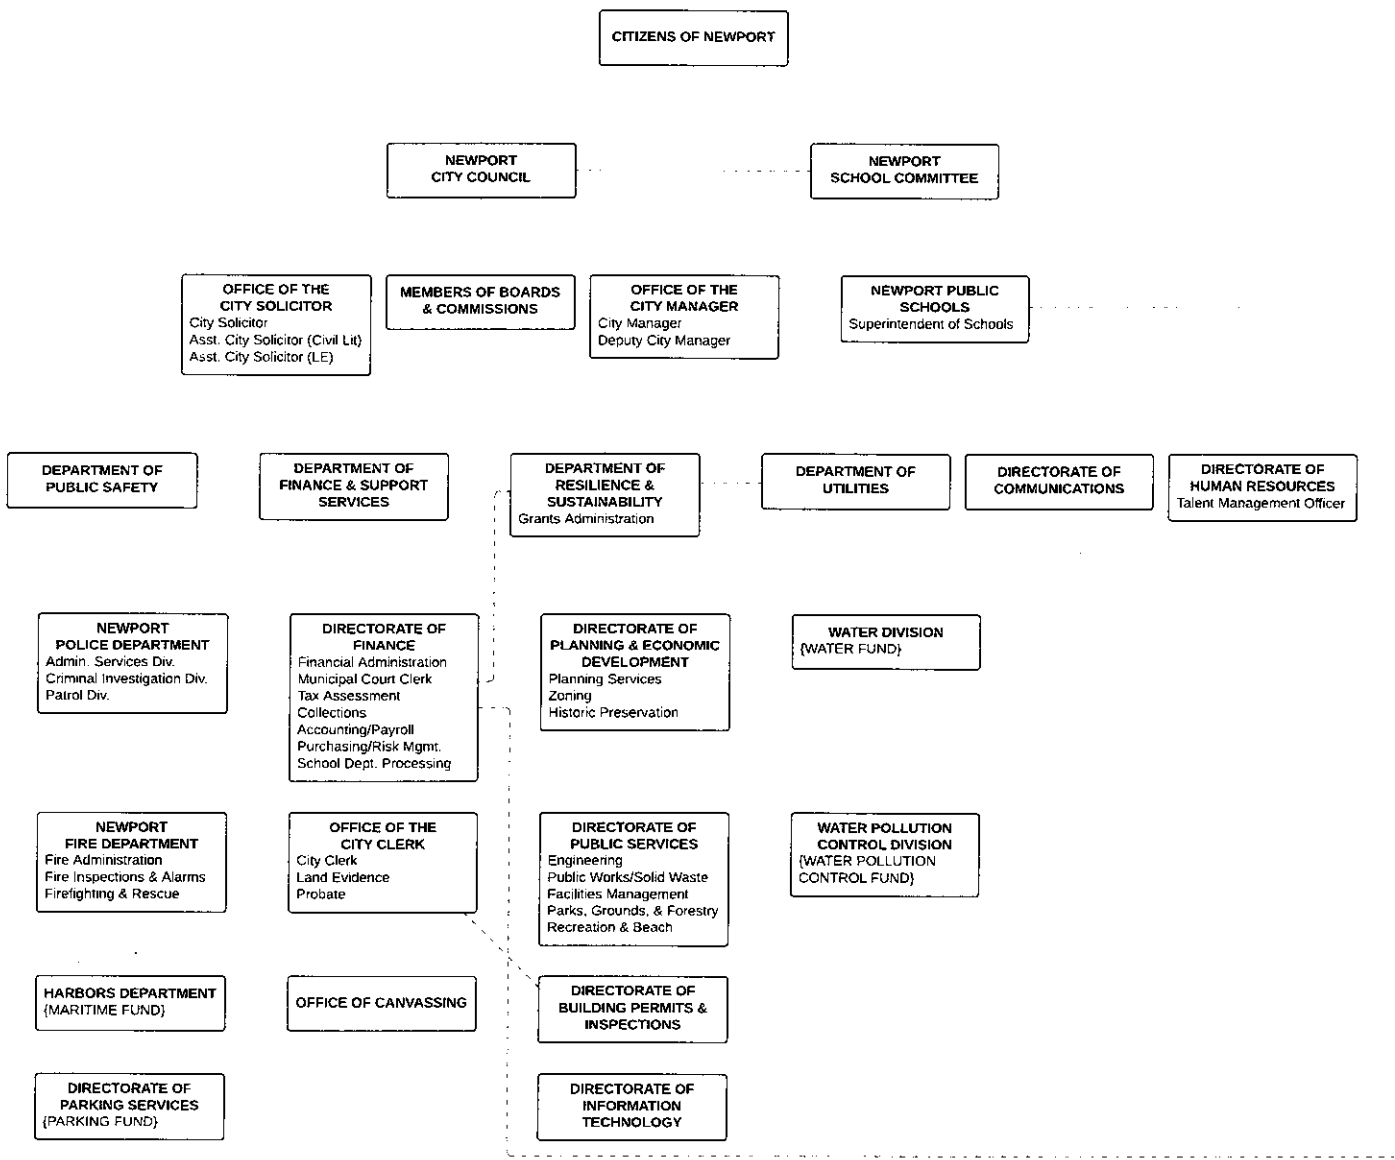 CITIZENS OF NEWPORT
NEWPORT
CITY COUNCIL
NEWPORT
SCHOOL COMMITTEE
OFFICE OF THE
CITY SOLICITOR
City Solicitor
Asst. City Solicitor (Civil Lit)
Asst. City Solicitor (LE)
MEMBERS OF BOARDS
& COMMISSIONS
OFFICE OF THE
CITY MANAGER
City Manager
Deputy City Manager
NEWPORT PUBLIC
SCHOOLS
Superintendent of Schools
DEPARTMENT OF
PUBLIC SAFETY
DEPARTMENT OF
FINANCE & SUPPORT
SERVICES
DEPARTMENT OF
RESILIENCE &
SUSTAINABILITY
Grants Administration
DEPARTMENT OF
UTILITIES
DIRECTORATE OF
COMMUNICATIONS
DIRECTORATE OF
HUMAN RESOURCES
Talent Management Officer
NEWPORT
POLICE DEPARTMENT
Admin. Services Div.
Criminal Investigation Div.
Patrol Div.
DIRECTORATE OF
FINANCE
Financial Administration
Municipal Court Clerk
Tax Assessment
Collections
Accounting/Payroll
Purchasing/Risk Mgmt.
School Dept. Processing
DIRECTORATE OF
PLANNING & ECONOMIC
DEVELOPMENT
Planning Services
Zoning
Historic Preservation
WATER DIVISION
{WATER FUND}
NEWPORT
FIRE DEPARTMENT
Fire Administration
Fire Inspections & Alarms
Firefighting & Rescue
OFFICE OF THE
CITY CLERK
City Clerk
Land Evidence
Probate
DIRECTORATE OF
PUBLIC SERVICES
Engineering
Public Works/Solid Waste
Facilities Management
Parks, Grounds, & Forestry
Recreation & Beach
WATER POLLUTION
CONTROL DIVISION
{WATER POLLUTION
CONTROL FUND}
HARBORS DEPARTMENT
{MARITIME FUND}
OFFICE OF CANVASSING
DIRECTORATE OF
BUILDING PERMITS &
INSPECTIONS
DIRECTORATE OF
PARKING SERVICES
{PARKING FUND}
DIRECTORATE OF
INFORMATION
TECHNOLOGY